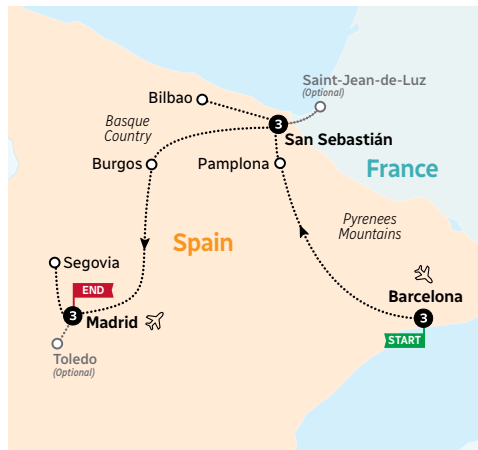 Saint-Jean-de-Luz
(Optional)
Bilbao
3
San Sebastián
Basque
Country
Burgos
Pamplona
France
Pyrenees
Mountains
Spain
Segovia
END
3
Madrid
Barcelona
3
START
Toledo
(Optional)